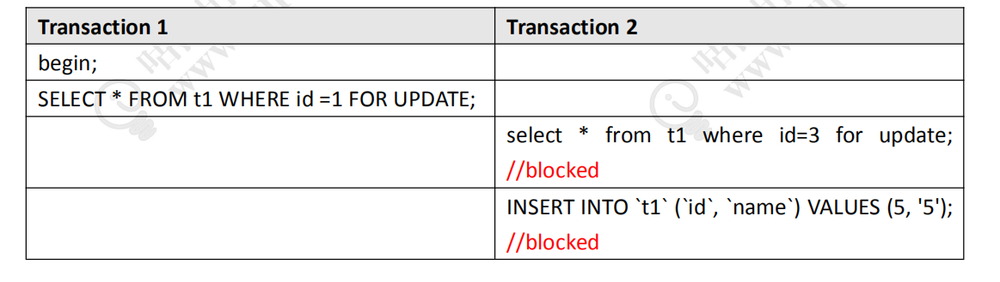 Transaction 1
Transaction 2
begin;
SELECT * FROM t1 WHERE id =1 FOR UPDATE;
select * from t1 where id=3 for update;
//blocked
INSERT INTO `t1` (`id`, `name`) VALUES (5, '5');
//blocked